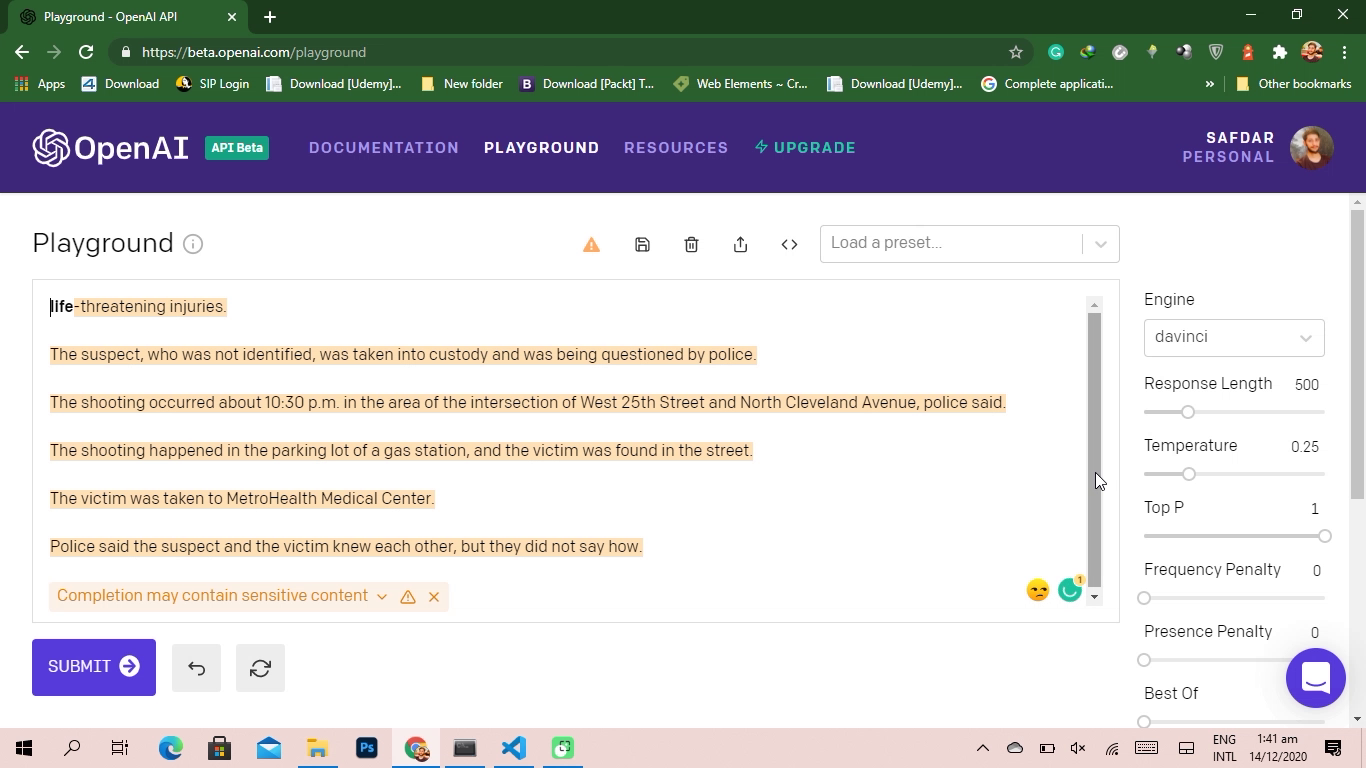 Playground - OpenAI API
https://beta.openai.com/playground
Apps Download SIP Login Download [Udemy]... New folder Download [Packt] T... Web Elements ~ Cr... Download [Udemy]... Complete applicati... » Other bookmarks
OpenAI API Beta DOCUMENTATION PLAYGROUND RESOURCES UPGRADE SAFDAR
PERSONAL
Playground
Load a preset...
life-threatening injuries.
The suspect, who was not identified, was taken into custody and was being questioned by police.
The shooting occurred about 10:30 p.m. in the area of the intersection of West 25th Street and North Cleveland Avenue, police said.
The shooting happened in the parking lot of a gas station, and the victim was found in the street.
The victim was taken to MetroHealth Medical Center.
Police said the suspect and the victim knew each other, but they did not say how.
Completion may contain sensitive content
1
SUBMIT
Engine
davinci
Response Length 500
Temperature 0.25
Top P 1
Frequency Penalty 0
Presence Penalty 0
Best Of
Ps
ENG
INTL
1:41 am
14/12/2020